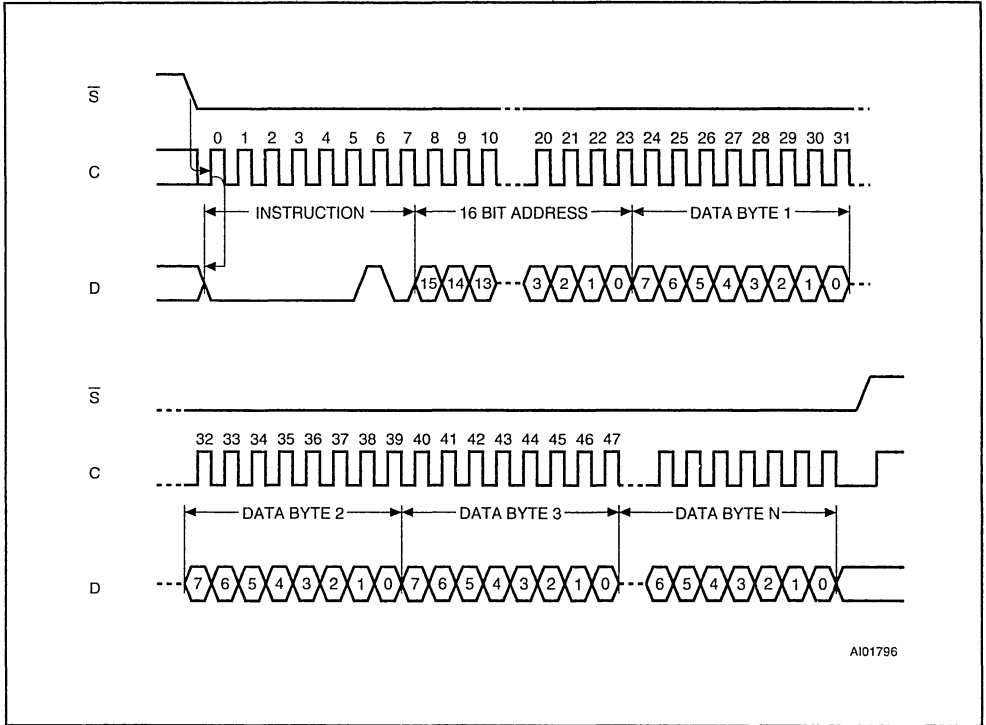 S
0 1 2 3 4 5 6 7 8 9 10 20 21 22 23 24 25 26 27 28 29 30 31
C
INSTRUCTION 16 BIT ADDRESS DATA BYTE 1
D 15 14 13 3 2 1 0 7 6 5 4 3 2 1 0
S
32 33 34 35 36 37 38 39 40 41 42 43 44 45 46 47
C
DATA BYTE 2 DATA BYTE 3 DATA BYTE N
D 7 6 5 4 3 2 1 0 7 6 5 4 3 2 1 0 6 5 4 3 2 1 0
AI01796